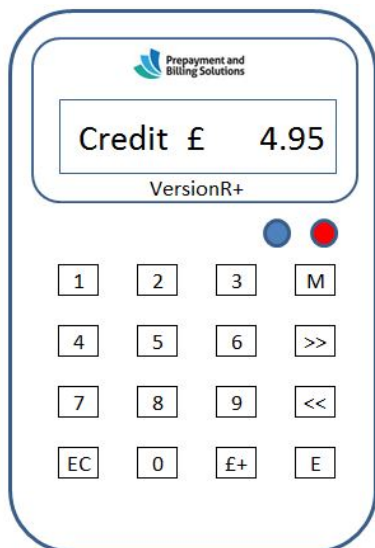 Prepayment and
Billing Solutions
Credit £ 4.95
VersionR+
1 2 3 M
4 5 6 >>
7 8 9 <<
EC 0 £+ E